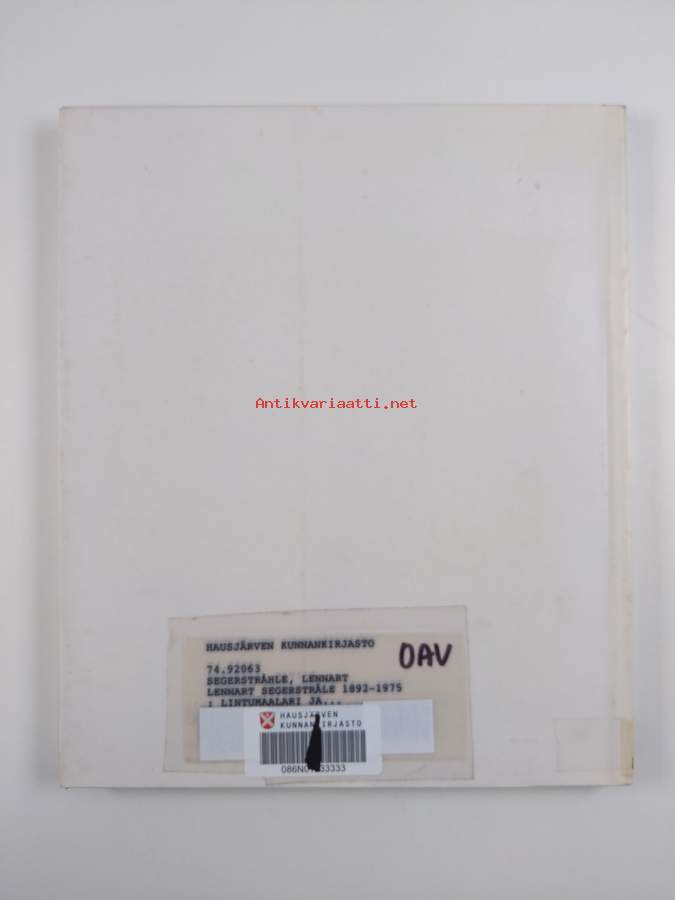 Antikvariaatti.net
HAUSJÄRVEN KUNNANKIRJASTO
OAV
74.92063
SEGERSTRÅHLE, LENNART
LENNART SEGERSTRÅLE 1892-1975
: LINTUMAALARI JA...
HAUSJÄRVEN
KUNNANKIRJASTO